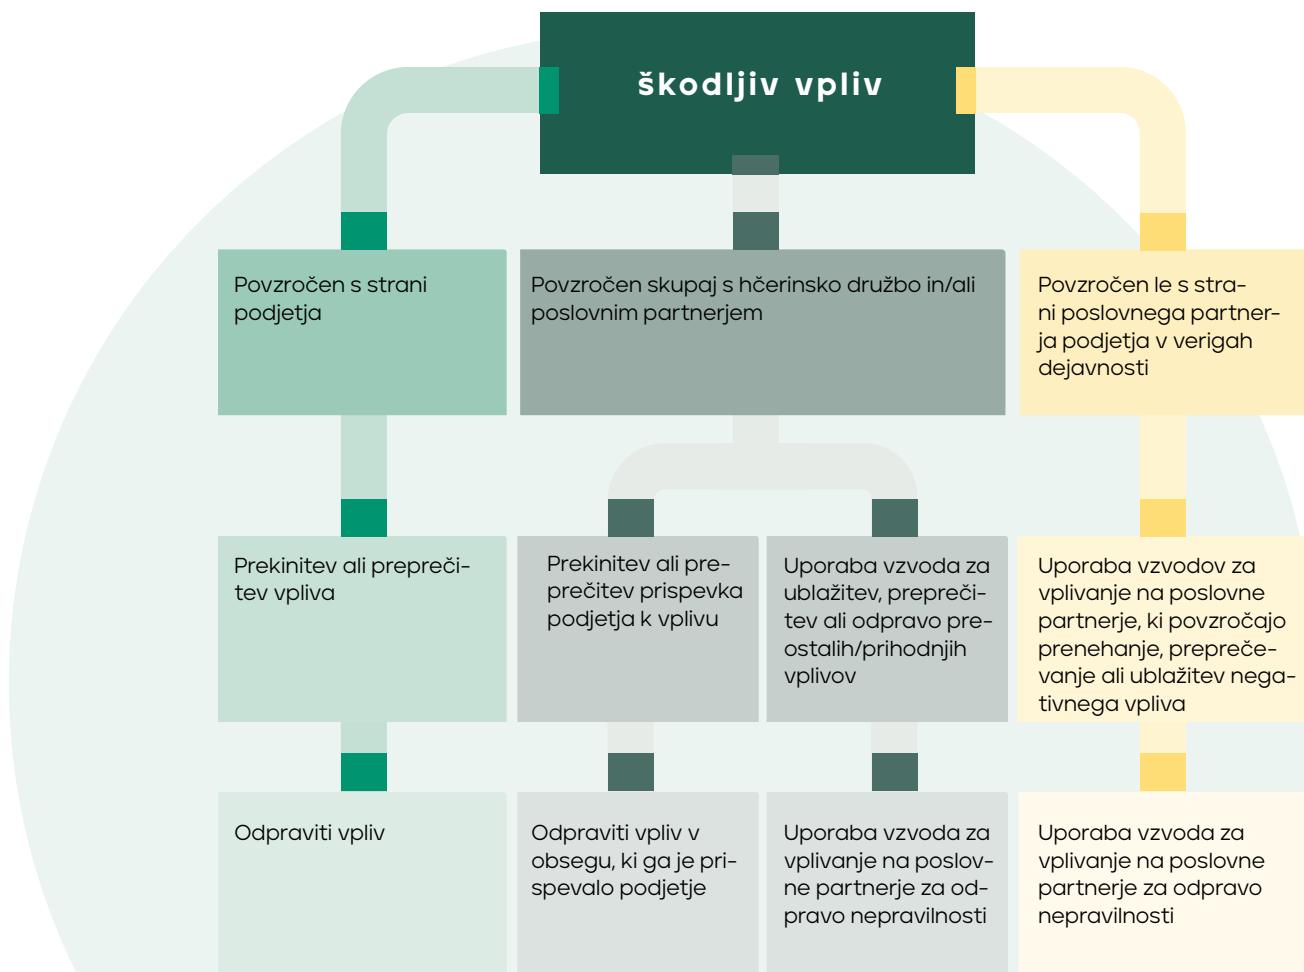 škodljiv vpliv
Povzročen s strani
podjetja
Povzročen skupaj s hčerinsko družbo in/ali
poslovnim partnerjem
Povzročen le s stra-
ni poslovnega partner-
ja podjetja v verigah
dejavnosti
Prekinitev ali prepreči-
tev vpliva
Prekinitev ali pre-
prečitev prispevka
podjetja k vplivu
Uporaba vzvoda za
ublažitev, prepreči-
tev ali odpravo pre-
ostalih/prihodnjih
vplivov
Uporaba vzvodov za
vplivanje na poslovne
partnerje, ki povzročajo
prenehanje, prepreče-
vanje ali ublažitev nega-
tivnega vpliva
Odpraviti vpliv
Odpraviti vpliv v
obsegu, ki ga je pri-
spevalo podjetje
Uporaba vzvoda za
vplivanje na poslov-
ne partnerje za od-
pravo nepravilnosti
Uporaba vzvoda za
vplivanje na poslovne
partnerje za odpravo
nepravilnosti